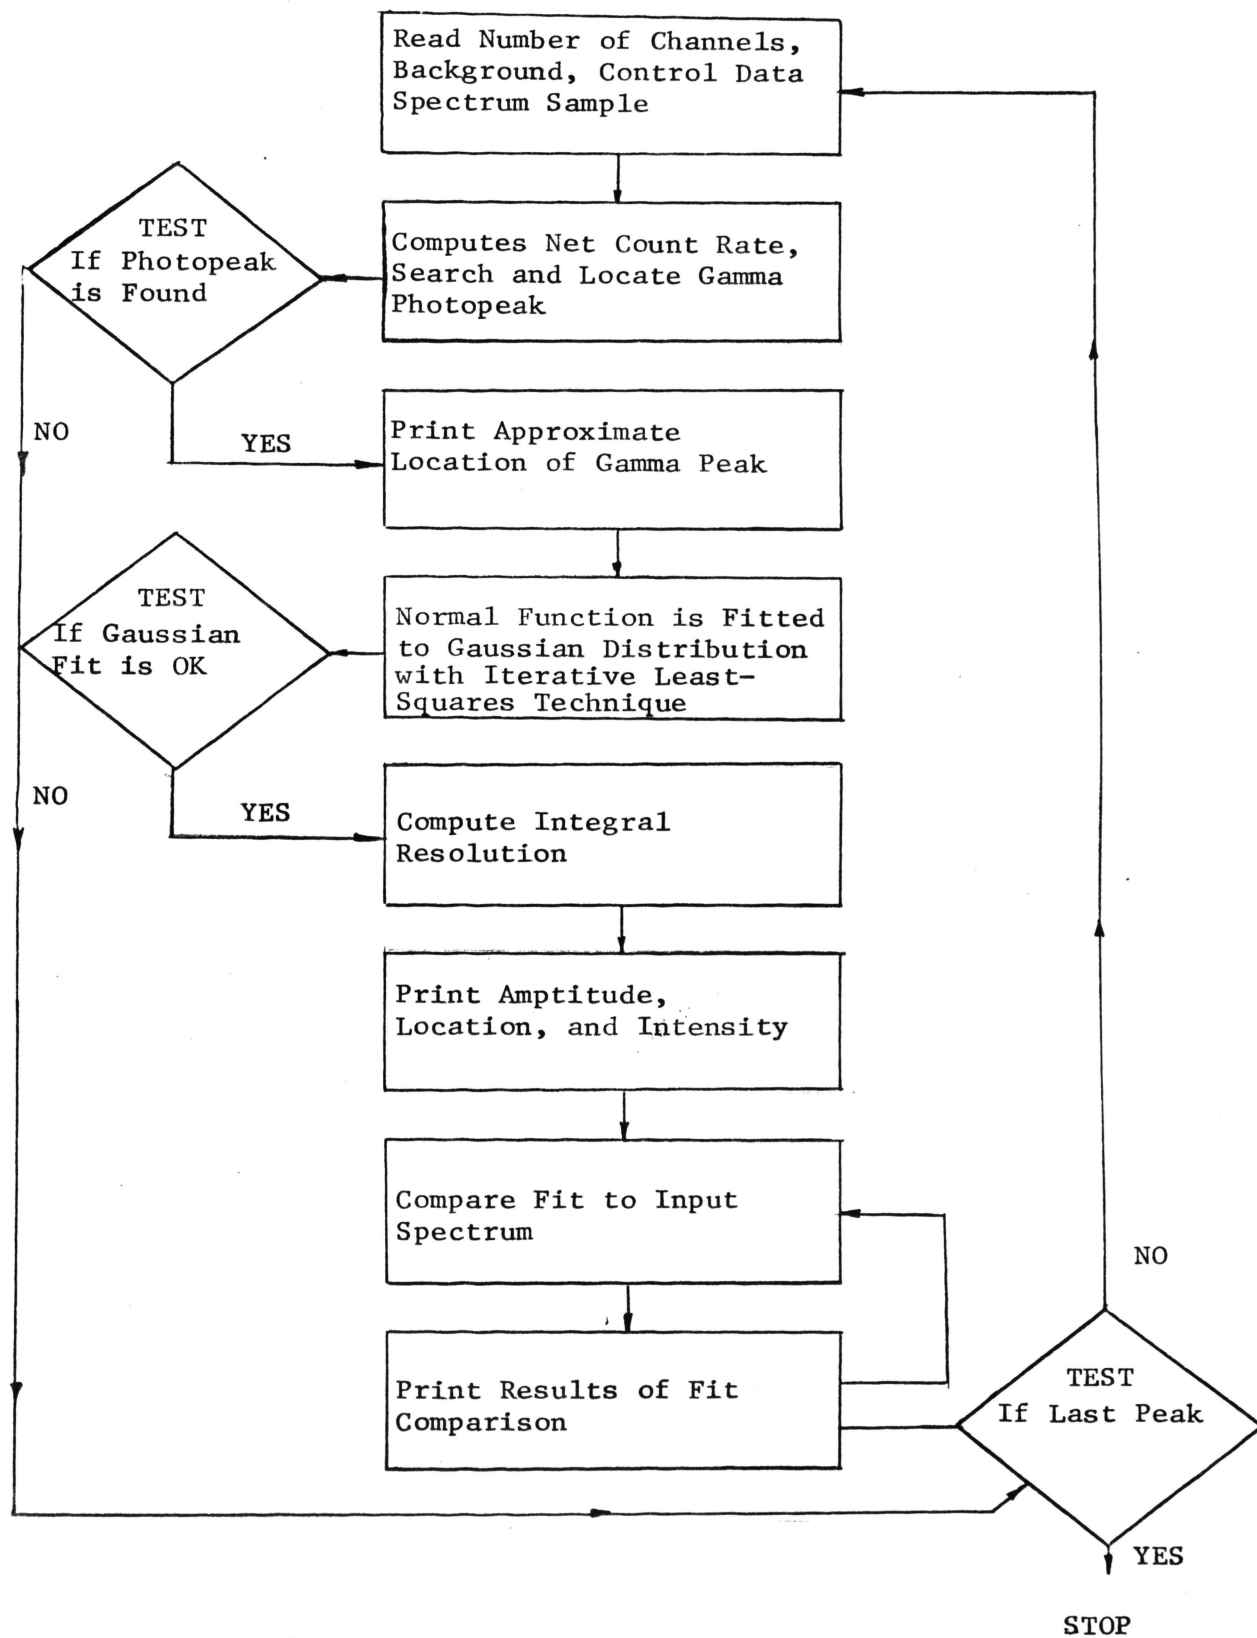 Read Number of Channels,
Background, Control Data
Spectrum Sample
TEST
If Photopeak
is Found
Computes Net Count Rate,
Search and Locate Gamma
Photopeak
NO
YES
Print Approximate
Location of Gamma Peak
TEST
If Gaussian
Fit is OK
Normal Function is Fitted
to Gaussian Distribution
with Iterative Least-
Squares Technique
NO
YES
Compute Integral
Resolution
Print Amptitude,
Location, and Intensity
Compare Fit to Input
Spectrum
NO
Print Results of Fit
Comparison
TEST
If Last Peak
YES
STOP